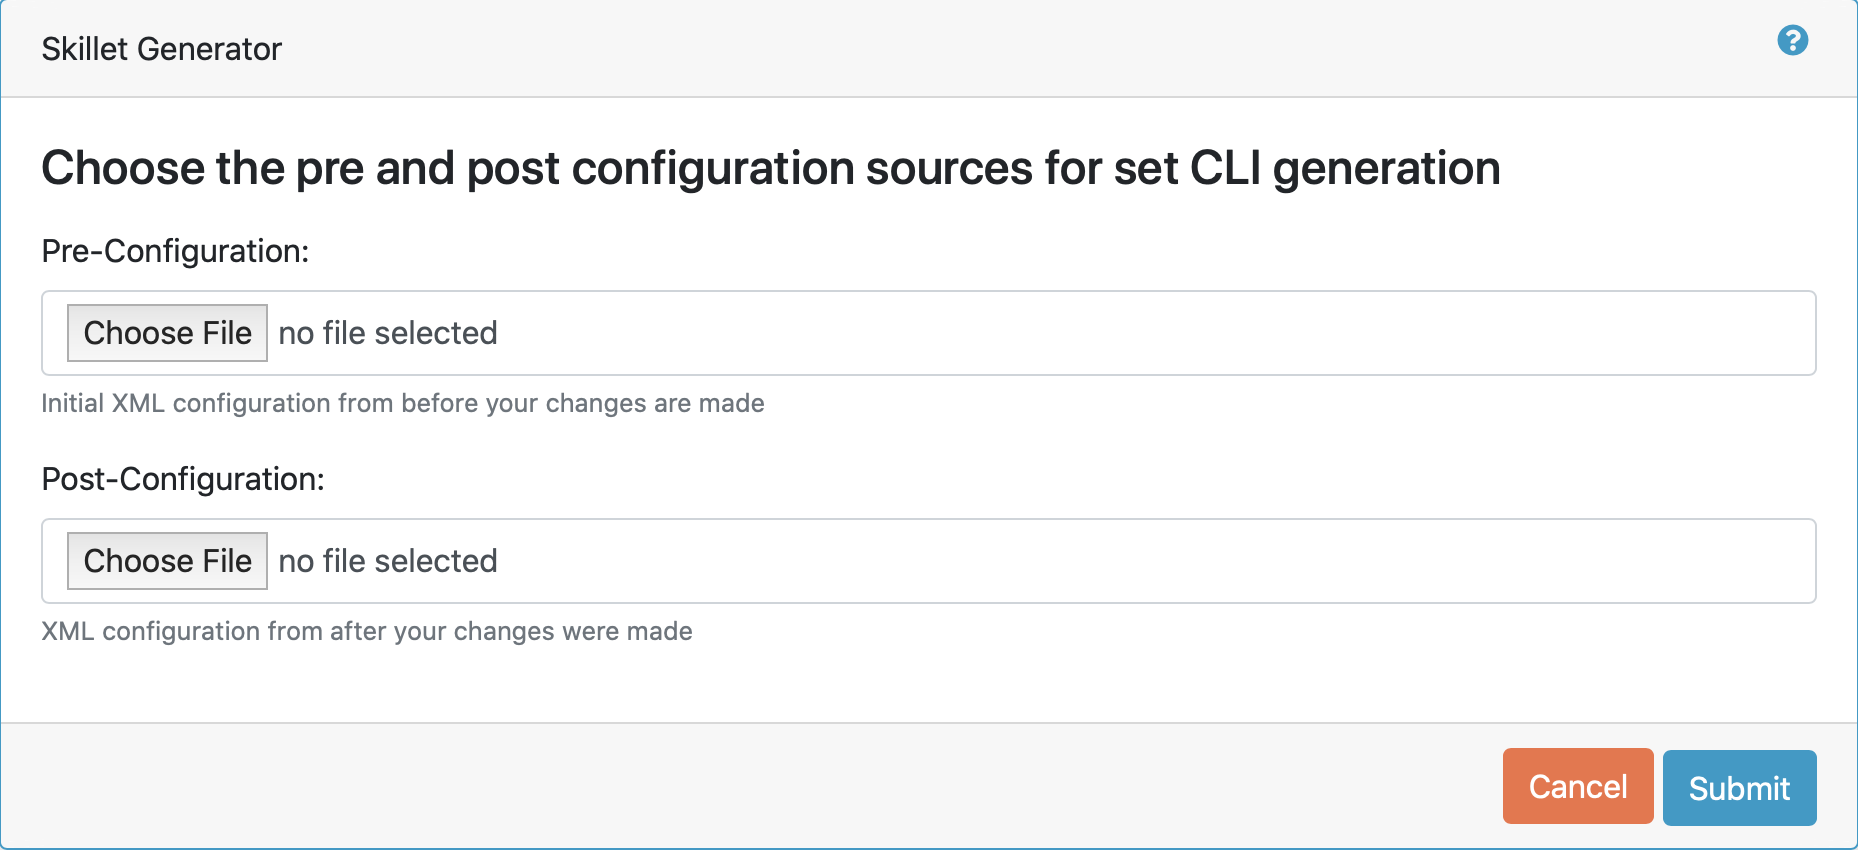 Skillet Generator
?
Choose the pre and post configuration sources for set CLI generation
Pre-Configuration:
Choose File no file selected
Initial XML configuration from before your changes are made
Post-Configuration:
Choose File no file selected
XML configuration from after your changes were made
Cancel Submit